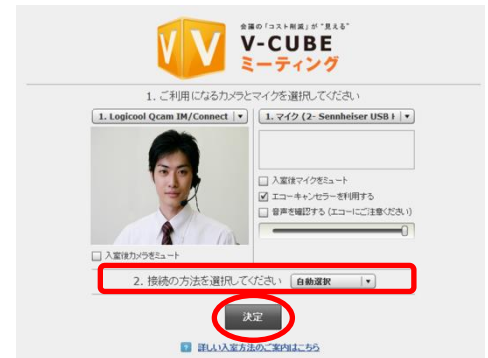 会議の「コスト削減」が"見える"
V-CUBE
ミーティング
1. ご利用になるカメラとマイクを選択してください
1. Logicool Qcam IM/Connect
1. マイク (2- Sennheiser USB H
入室後マイクをミュート
エコーキャンセラーを利用する
音声を確認する (エコーにご注意ください)
入室後カメラをミュート
2. 接続の方法を選択してください 自動選択
決定
詳しい入室方法のご案内はこちら